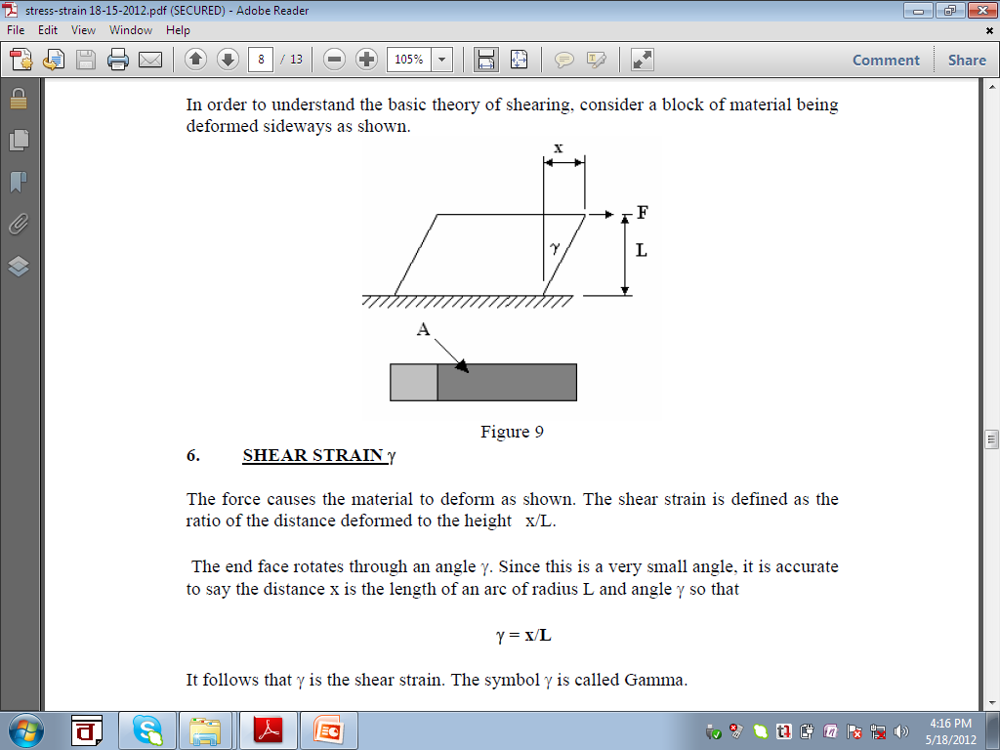 stress-strain 18-15-2012.pdf (SECURED) - Adobe Reader
File Edit View Window Help
8 / 13 105% Comment Share
In order to understand the basic theory of shearing, consider a block of material being
deformed sideways as shown.
x
F
γ
L
A
Figure 9
6. SHEAR STRAIN γ
The force causes the material to deform as shown. The shear strain is defined as the
ratio of the distance deformed to the height x/L.
The end face rotates through an angle γ. Since this is a very small angle, it is accurate
to say the distance x is the length of an arc of radius L and angle γ so that
γ = x/L
It follows that γ is the shear strain. The symbol γ is called Gamma.
4:16 PM
5/18/2012